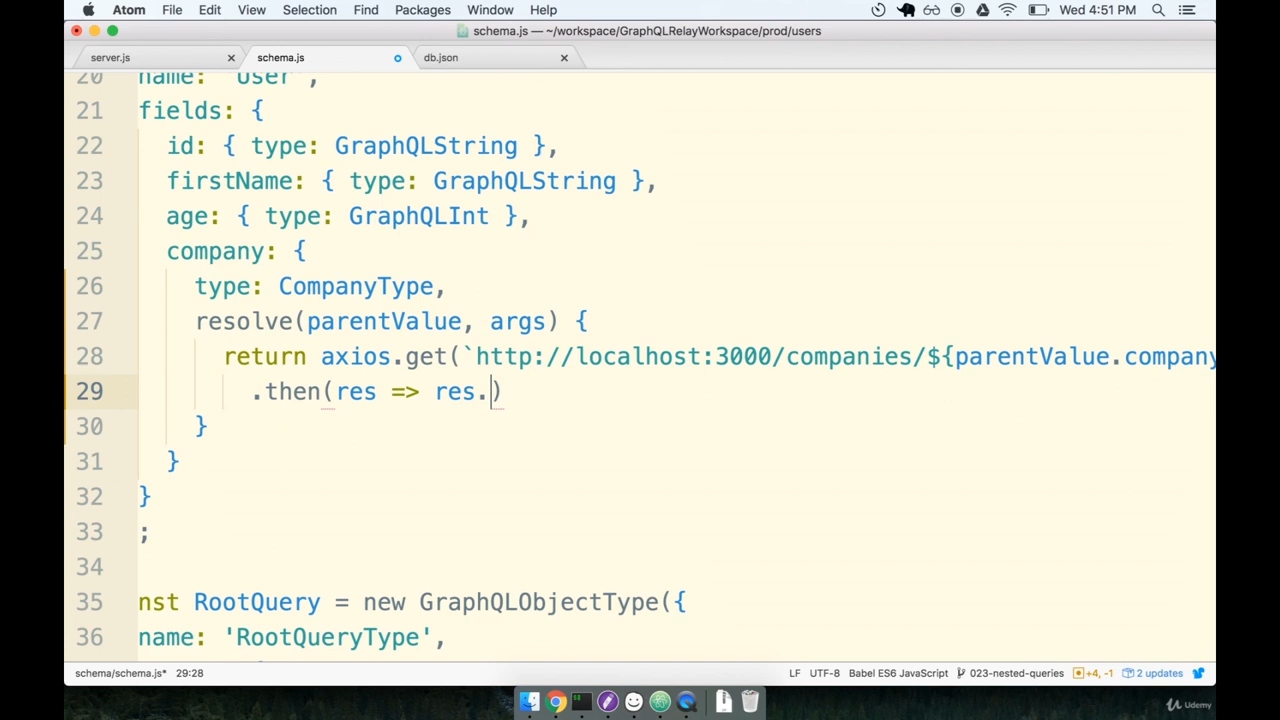 Atom File Edit View Selection Find Packages Window Help Wed 4:51 PM
schema.js — ~/workspace/GraphQLRelayWorkspace/prod/users
server.js schema.js db.json
20 name: 'User',
21 fields: {
22 id: { type: GraphQLString },
23 firstName: { type: GraphQLString },
24 age: { type: GraphQLInt },
25 company: {
26 type: CompanyType,
27 resolve(parentValue, args) {
28 return axios.get(`http://localhost:3000/companies/${parentValue.company
29 .then(res => res.)
30 }
31 }
32 }
33 ;
34
35 nst RootQuery = new GraphQLObjectType({
36 name: 'RootQueryType',
schema/schema.js* 29:28 LF UTF-8 Babel ES6 JavaScript 023-nested-queries +4, -1 2 updates
Udemy